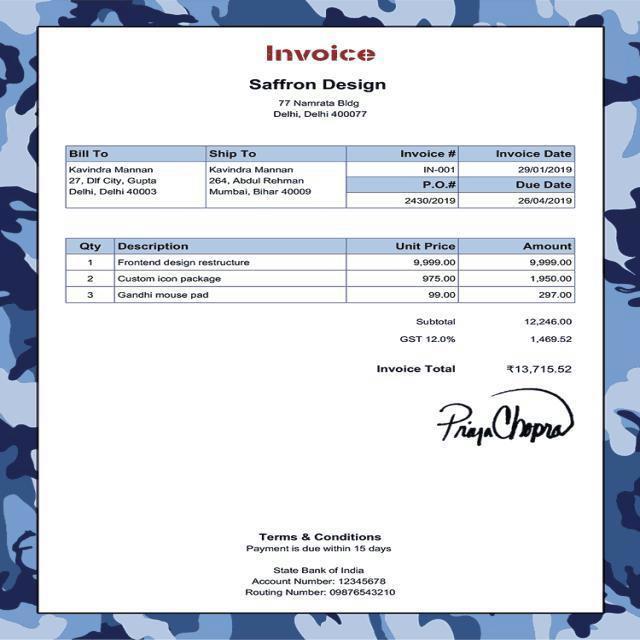 Invoice
Saffron Design
77 Namrata Bldg
Delhi, Delhi 400077
Bill To Ship To Invoice # Invoice Date
Kavindra Mannan Kavindra Mannan IN-001 29/01/2019
27, Dlf City, Gupta 264, Abdul Rehman P.O.# Due Date
Delhi, Delhi 40003 Mumbai, Bihar 40009 2430/2019 26/04/2019
Qty Description Unit Price Amount
1 Frontend design restructure 9,999.00 9,999.00
2 Custom icon package 975.00 1,950.00
3 Gandhi mouse pad 99.00 297.00
Subtotal 12,246.00
GST 12.0% 1,469.52
Invoice Total ₹13,715.52
Priya Chopra
Terms & Conditions
Payment is due within 15 days
State Bank of India
Account Number: 12345678
Routing Number: 09876543210